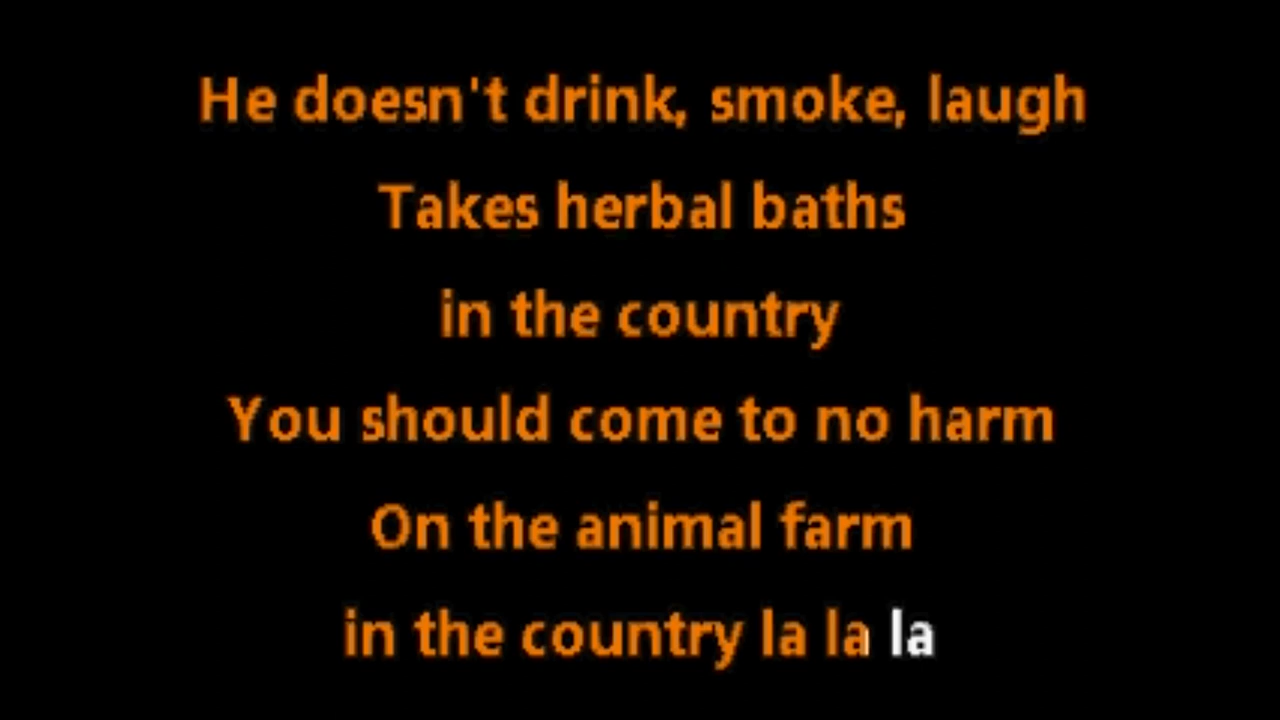 He doesn't drink, smoke, laugh
Takes herbal baths
in the country
You should come to no harm
On the animal farm
in the country la la la